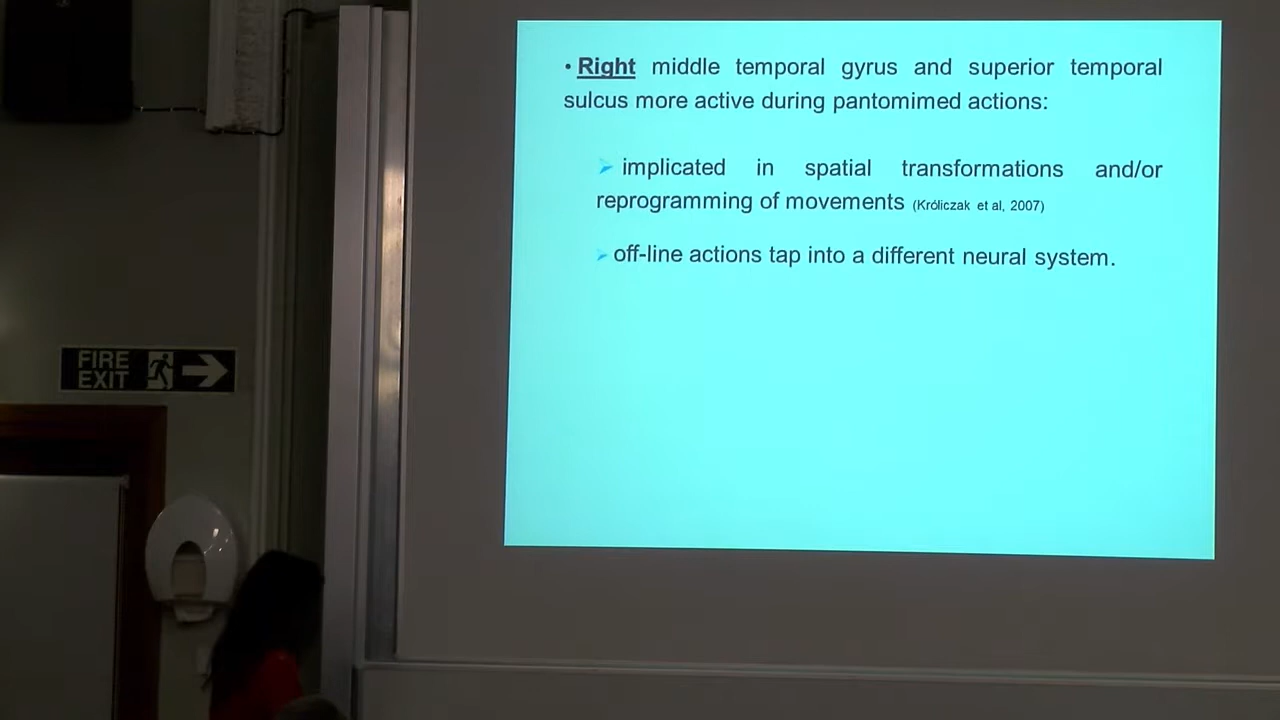 • Right middle temporal gyrus and superior temporal
sulcus more active during pantomimed actions:
➢ implicated in spatial transformations and/or
reprogramming of movements (Króliczak et al, 2007)
➢ off-line actions tap into a different neural system.
FIRE
EXIT